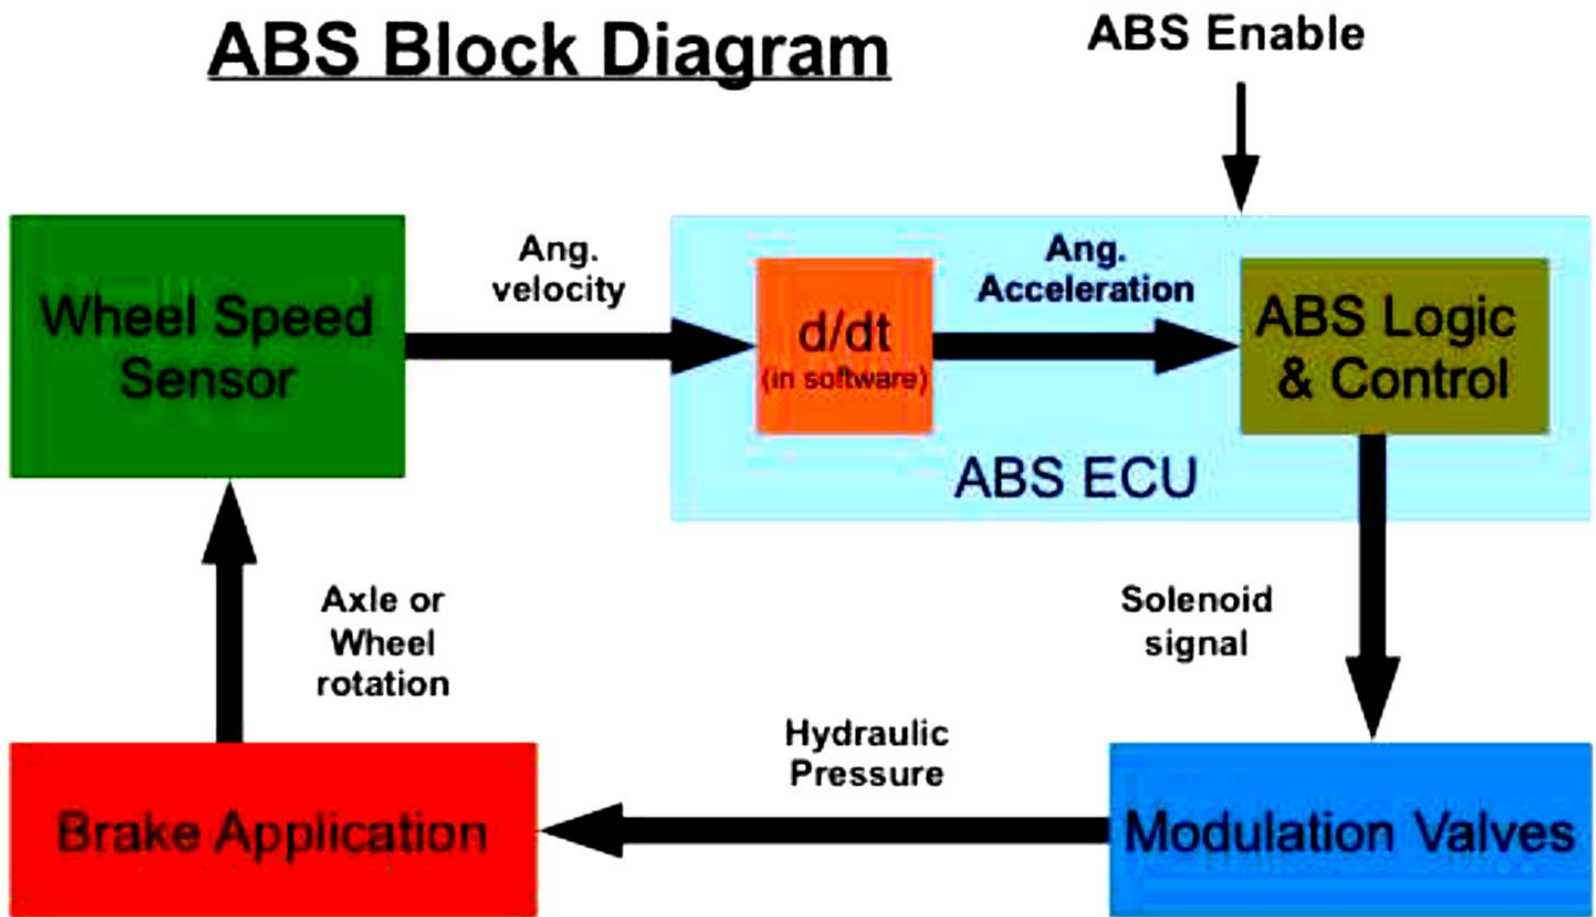 ABS Block Diagram
ABS Enable
Wheel Speed
Sensor
Ang.
velocity
d/dt
(in software)
Ang.
Acceleration
ABS Logic
& Control
ABS ECU
Axle or
Wheel
rotation
Solenoid
signal
Hydraulic
Pressure
Brake Application
Modulation Valves